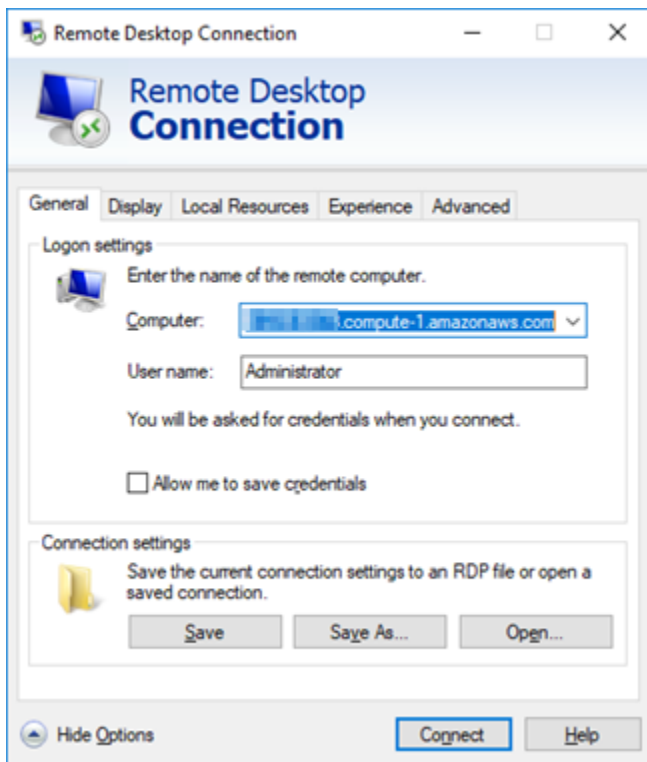 Remote Desktop Connection
Remote Desktop
Connection
General Display Local Resources Experience Advanced
Logon settings
Enter the name of the remote computer.
Computer: .compute-1.amazonaws.com
User name: Administrator
You will be asked for credentials when you connect.
Allow me to save credentials
Connection settings
Save the current connection settings to an RDP file or open a
saved connection.
Save Save As... Open...
Hide Options Connect Help